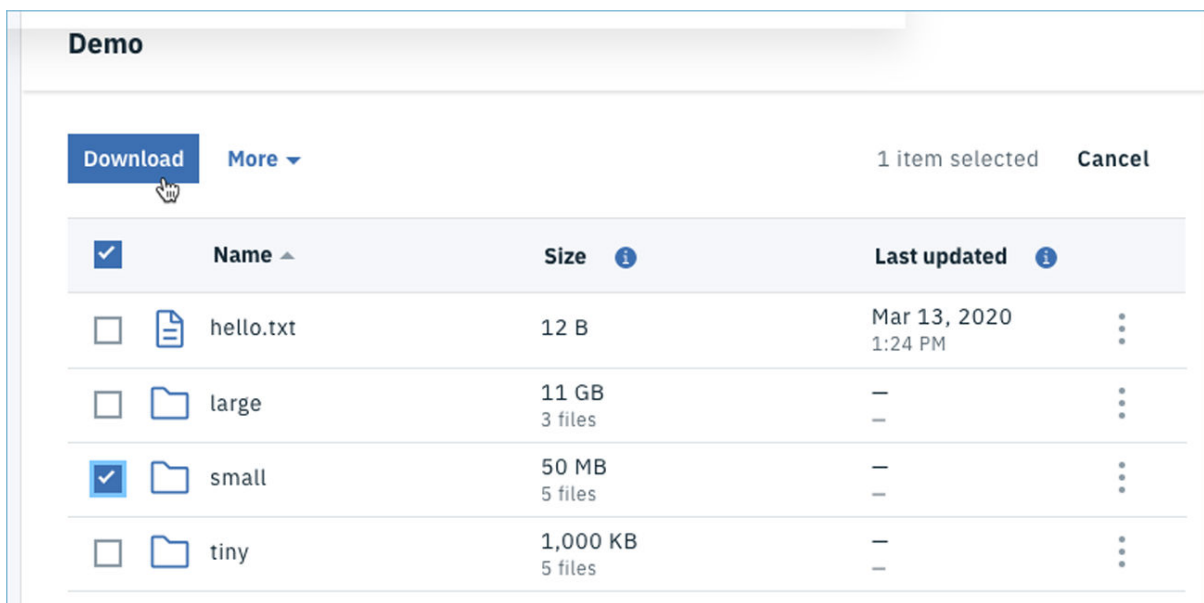 Demo
Download More 1 item selected Cancel
Name Size Last updated
hello.txt 12 B Mar 13, 2020
1:24 PM
large 11 GB —
3 files —
small 50 MB —
5 files —
tiny 1,000 KB —
5 files —